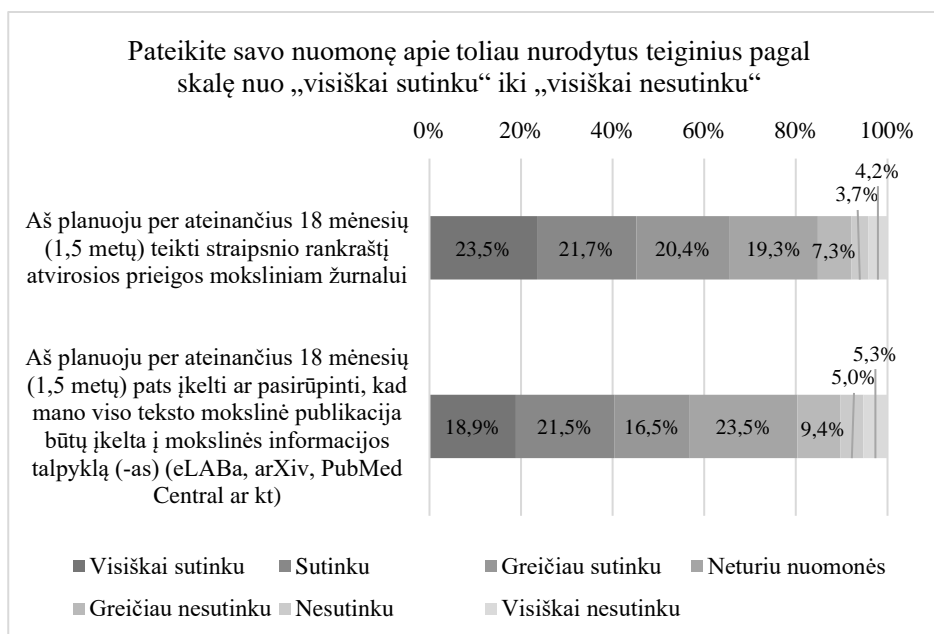 Pateikite savo nuomonę apie toliau nurodytus teiginius pagal
skalę nuo „visiškai sutinku“ iki „visiškai nesutinku“
0% 20% 40% 60% 80% 100%
4,2%
3,7%
Aš planuoju per ateinančius 18 mėnesių
(1,5 metų) teikti straipsnio rankraštį
atvirosios prieigos moksliniam žurnalui
23,5% 21,7% 20,4% 19,3% 7,3%
5,3%
5,0%
Aš planuoju per ateinančius 18 mėnesių
(1,5 metų) pats įkelti ar pasirūpinti, kad
mano viso teksto mokslinė publikacija
būtų įkelta į mokslinės informacijos
talpyklą (-as) (eLABa, arXiv, PubMed
Central ar kt)
18,9% 21,5% 16,5% 23,5% 9,4%
Visiškai sutinku Sutinku Greičiau sutinku Neturiu nuomonės
Greičiau nesutinku Nesutinku Visiškai nesutinku